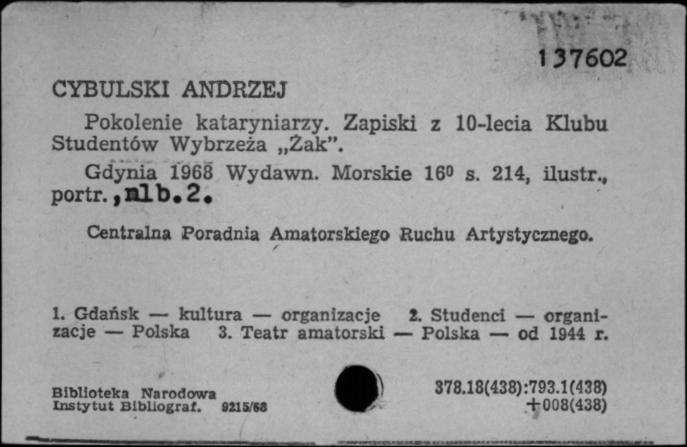 137602
CYBULSKI ANDRZEJ
Pokolenie kataryniarzy. Zapiski z 10-lecia Klubu
Studentów Wybrzeża „Żak”.
Gdynia 1968 Wydawn. Morskie 16⁰ s. 214, ilustr.,
portr. , nlb. 2.
Centralna Poradnia Amatorskiego Ruchu Artystycznego.
1. Gdańsk — kultura — organizacje 2. Studenci — organi-
zacje — Polska 3. Teatr amatorski — Polska — od 1944 r.
Biblioteka Narodowa 378.18(438):793.1(438)
Instytut Bibliograf. 9215/68 +008(438)